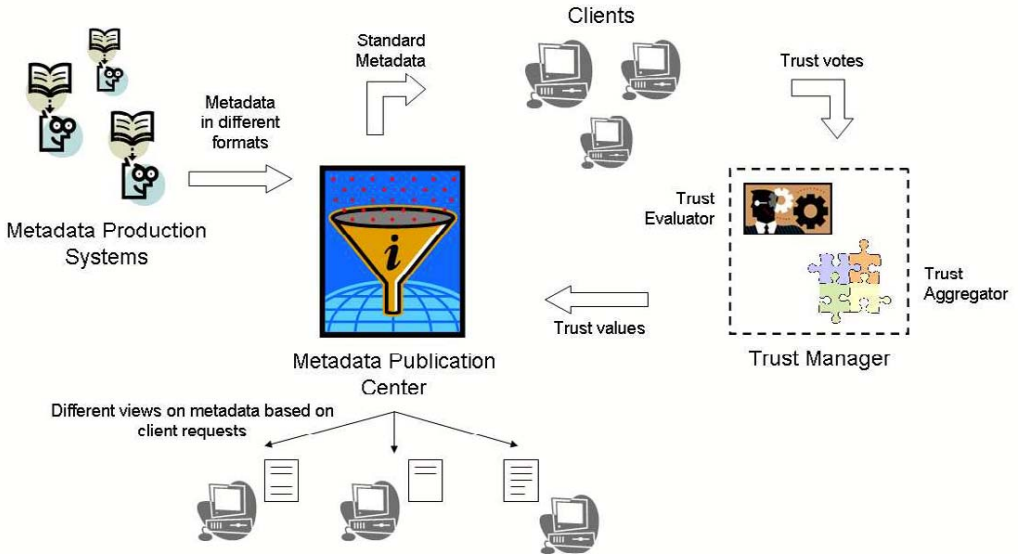 Clients
Standard
Metadata
Trust votes
Metadata
in different
formats
Metadata Production
Systems
i
Trust
Evaluator
Trust
Aggregator
Trust values
Trust Manager
Metadata Publication
Center
Different views on metadata based on
client requests